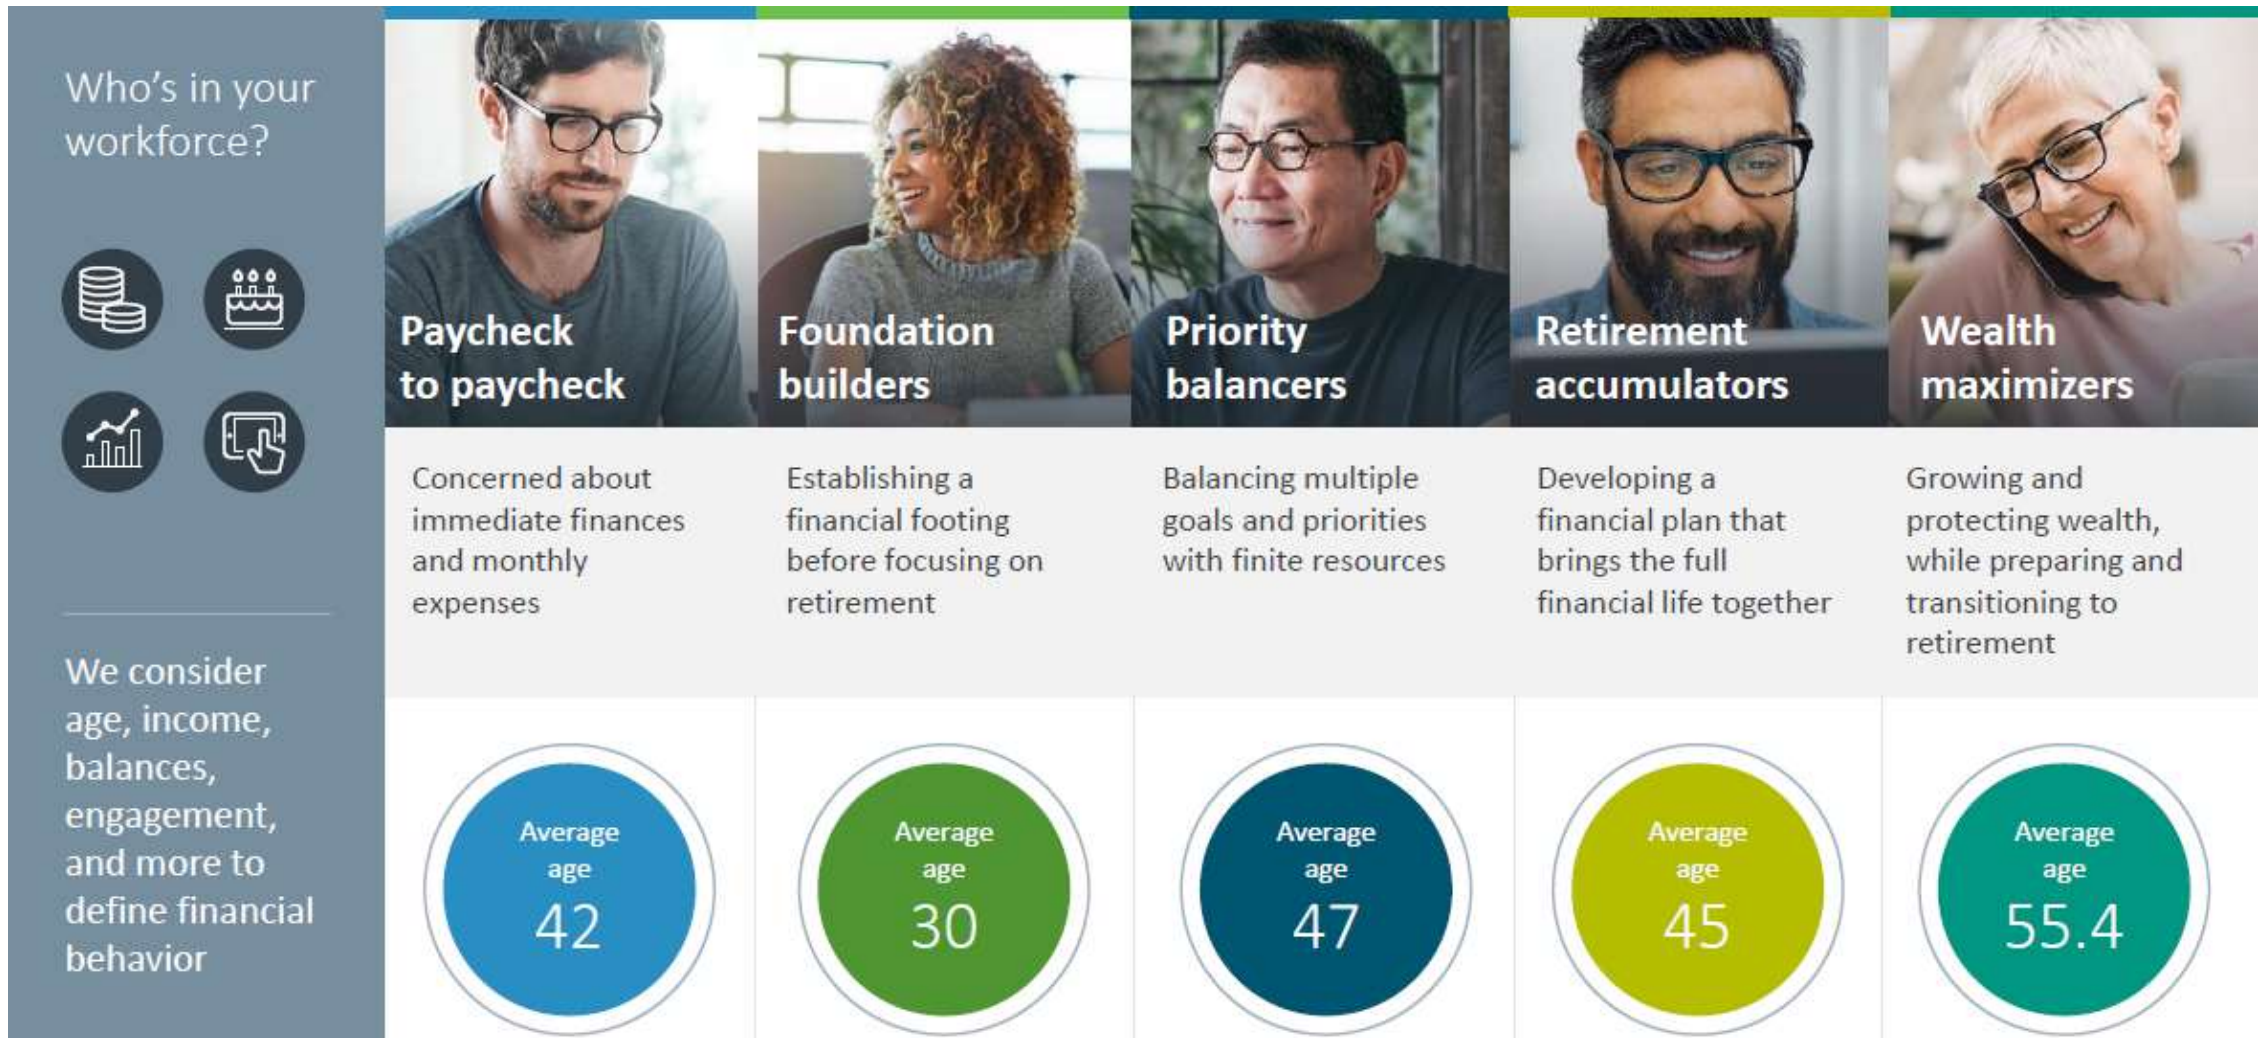 Who's in your
workforce?
We consider
age, income,
balances,
engagement,
and more to
define financial
behavior
Paycheck
to paycheck
Concerned about
immediate finances
and monthly
expenses
Average
age
42
Foundation
builders
Establishing a
financial footing
before focusing on
retirement
Average
age
30
Priority
balancers
Balancing multiple
goals and priorities
with finite resources
Average
age
47
Retirement
accumulators
Developing a
financial plan that
brings the full
financial life together
Average
age
45
Wealth
maximizers
Growing and
protecting wealth,
while preparing and
transitioning to
retirement
Average
age
55.4